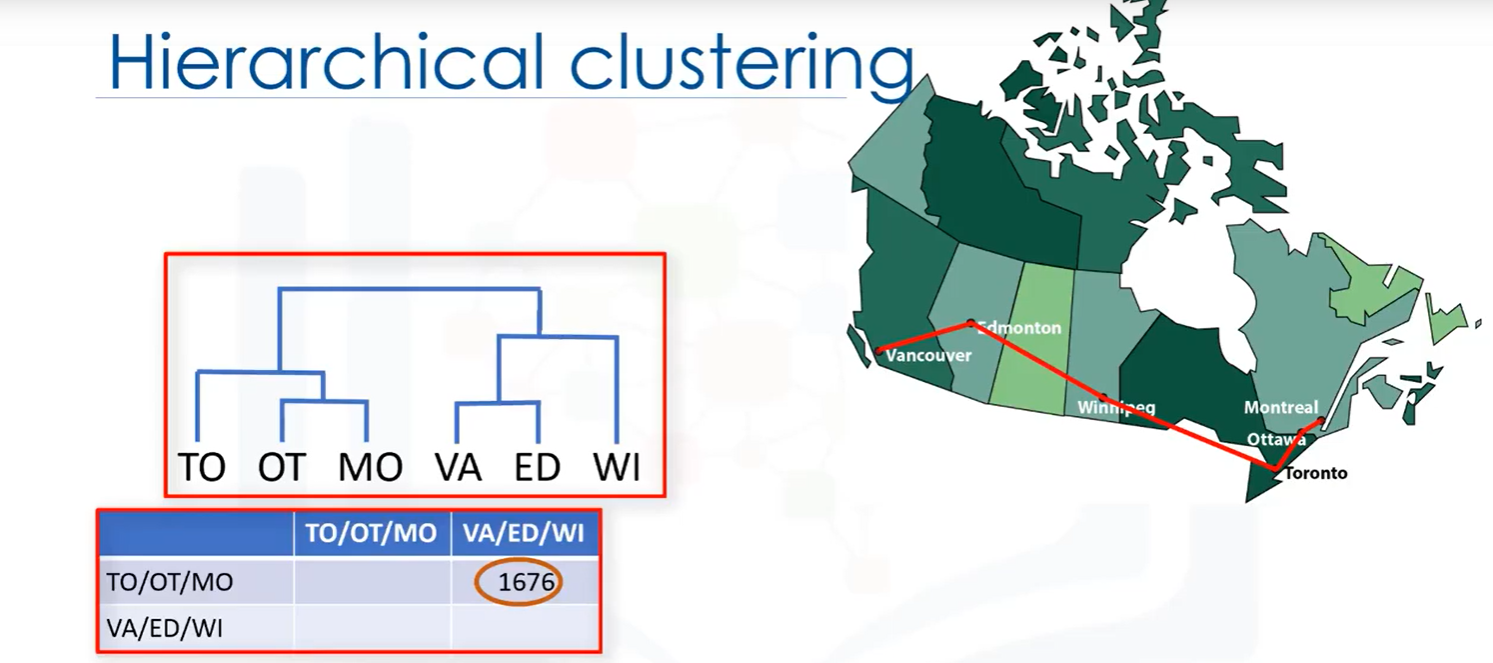 Hierarchical clustering
Edmonton
Vancouver
Winnipeg
Montreal
Ottawa
Toronto
TO OT MO VA ED WI
TO/OT/MO VA/ED/WI
TO/OT/MO 1676
VA/ED/WI